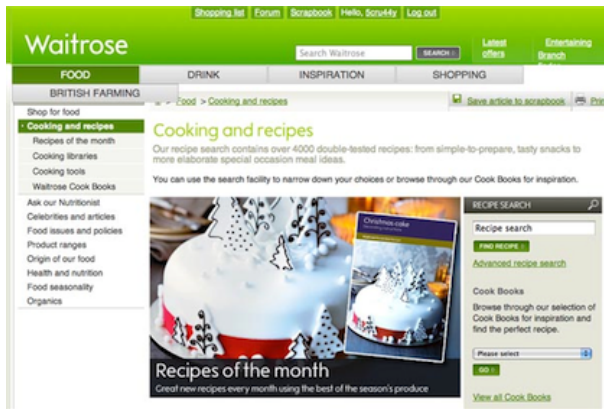 Shopping list Forum Scrapbook Hello, 5cru44y Log out
Waitrose
Search Waitrose SEARCH
Latest offers
Entertaining
Branch
FOOD DRINK INSPIRATION SHOPPING
BRITISH FARMING
Food > Cooking and recipes
Save article to scrapbook
Shop for food
Cooking and recipes
Recipes of the month
Cooking libraries
Cooking tools
Waitrose Cook Books
Ask our Nutritionist
Celebrities and articles
Food issues and policies
Product ranges
Origin of our food
Health and nutrition
Food seasonality
Organics
Cooking and recipes
Our recipe search contains over 4000 double-tested recipes: from simple-to-prepare, tasty snacks to
more elaborate special occasion meal ideas.
You can use the search facility to narrow down your choices or browse through our Cook Books for inspiration.
Christmas cake
Recipes of the month
Great new recipes every month using the best of the season's produce
RECIPE SEARCH
Recipe search
FIND RECIPE
Advanced recipe search
Cook Books
Browse through our selection of
Cook Books for inspiration and
find the perfect recipe.
Please select
GO
View all Cook Books